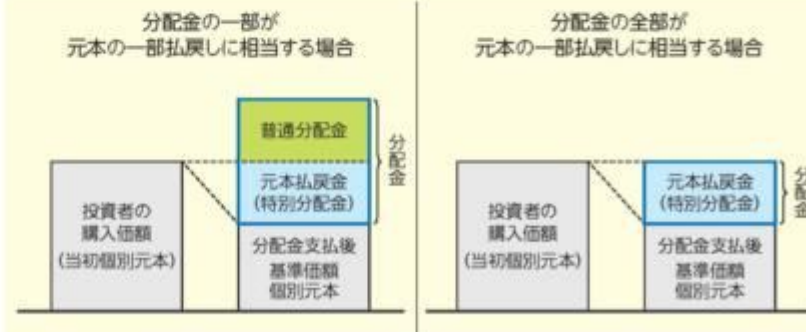 分配金の一部が
元本の一部払戻しに相当する場合
普通分配金
元本払戻金
(特別分配金)
分配金
投資者の
購入価額
(当初個別元本)
分配金支払後
基準価額
個別元本
分配金の全部が
元本の一部払戻しに相当する場合
元本払戻金
(特別分配金)
分配金
投資者の
購入価額
(当初個別元本)
分配金支払後
基準価額
個別元本